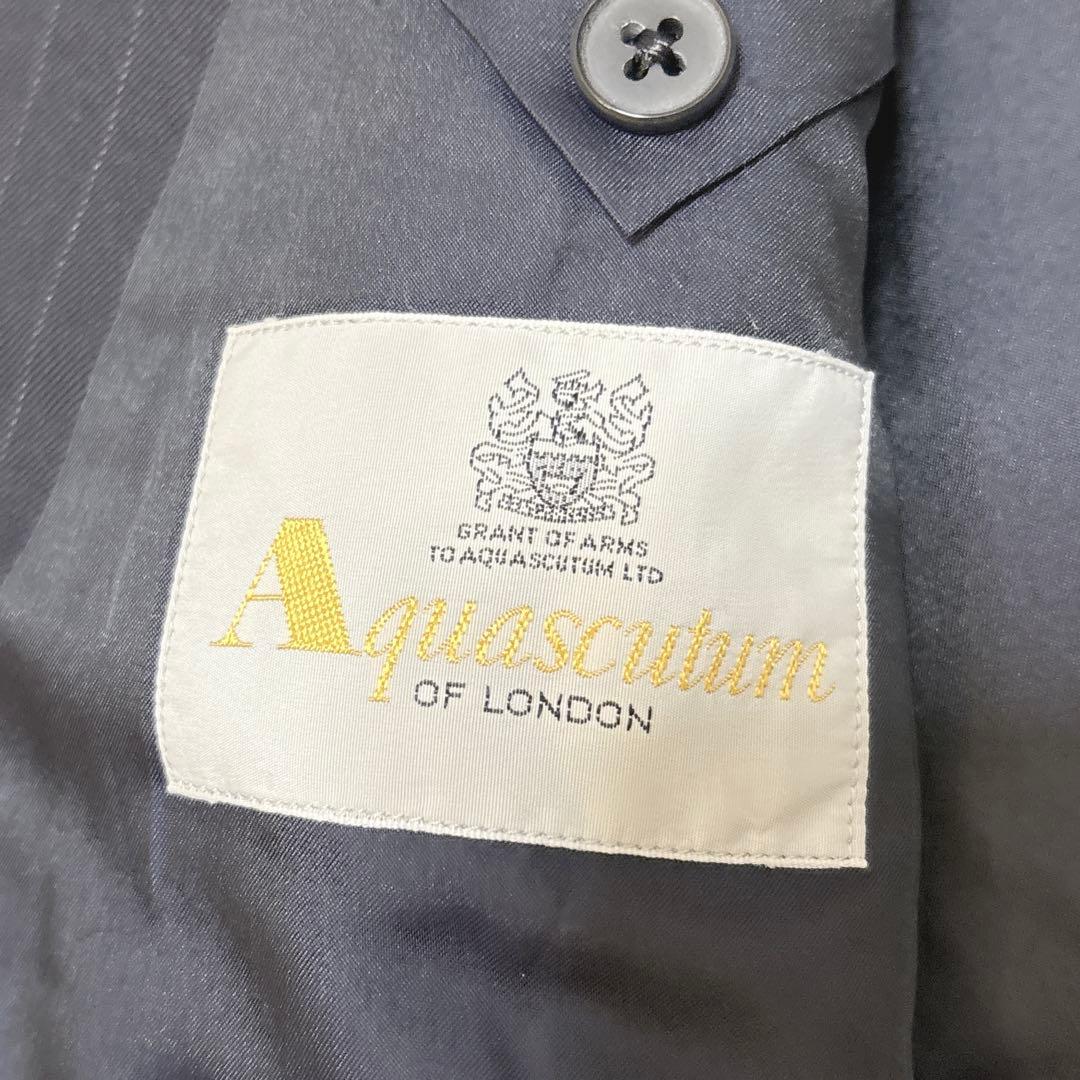 GRANT OF ARMS
TO AQUASCUTUM LTD
Aquascutum
OF LONDON